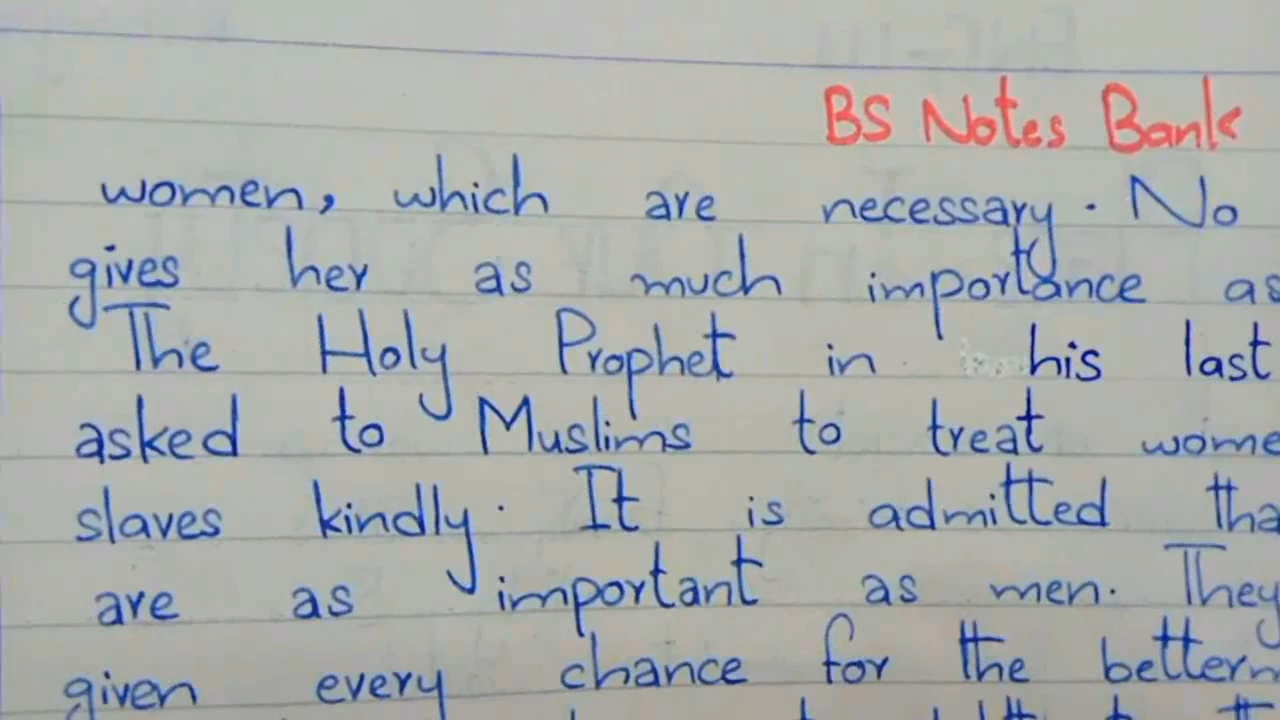 BS Notes Bank
women, which are necessary. No
gives her as much importance as
The Holy Prophet in his last
asked to Muslims to treat wome
slaves kindly. It is admitted tha
are as important as men. They
given every chance for the bettern